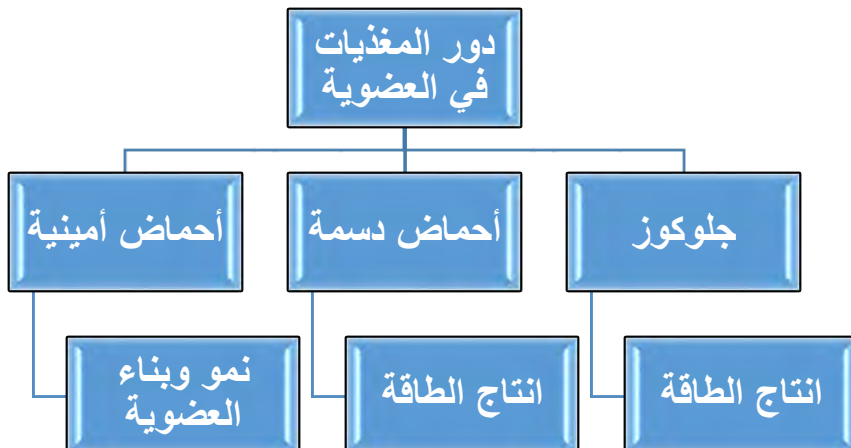 دور المغذيات
في العضوية
جلوكوز
أحماض دسمة
أحماض أمينية
انتاج الطاقة
انتاج الطاقة
نمو وبناء
العضوية